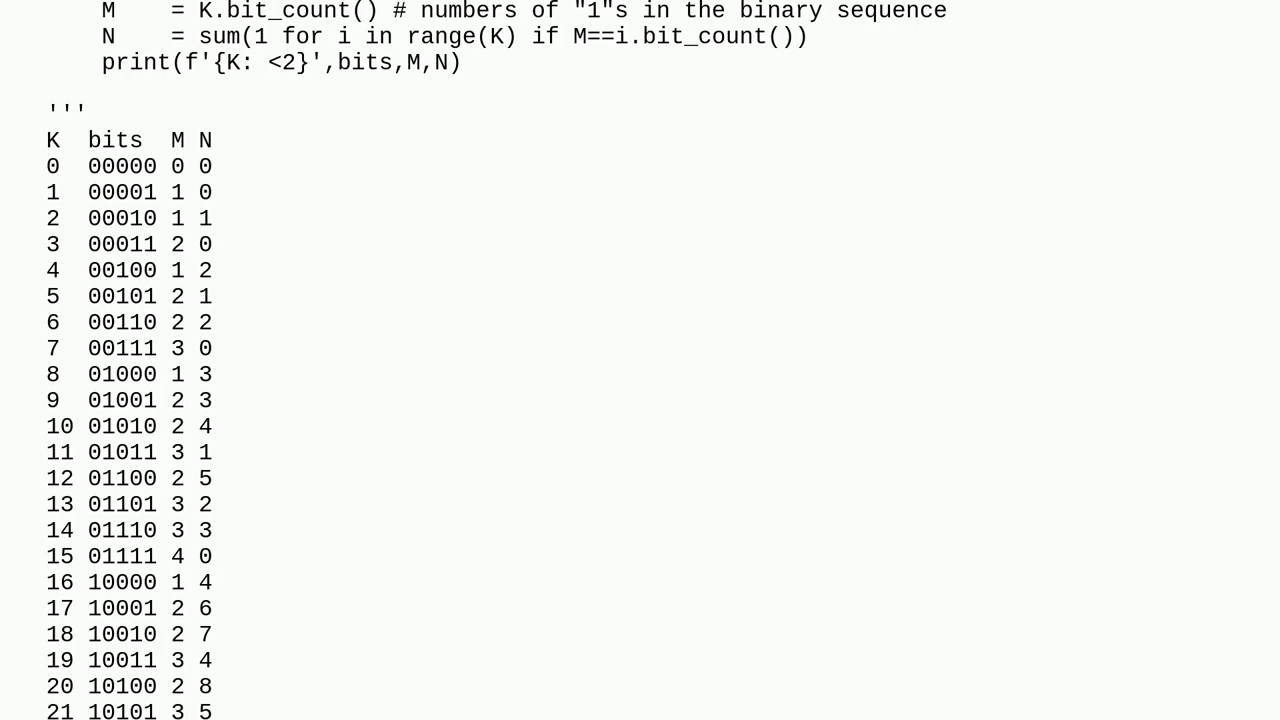 M    = K.bit_count() # numbers of "1"s in the binary sequence
N    = sum(1 for i in range(K) if M==i.bit_count())
print(f'{K: <2}',bits,M,N)
'''
K  bits  M N
0  00000 0 0
1  00001 1 0
2  00010 1 1
3  00011 2 0
4  00100 1 2
5  00101 2 1
6  00110 2 2
7  00111 3 0
8  01000 1 3
9  01001 2 3
10 01010 2 4
11 01011 3 1
12 01100 2 5
13 01101 3 2
14 01110 3 3
15 01111 4 0
16 10000 1 4
17 10001 2 6
18 10010 2 7
19 10011 3 4
20 10100 2 8
21 10101 3 5